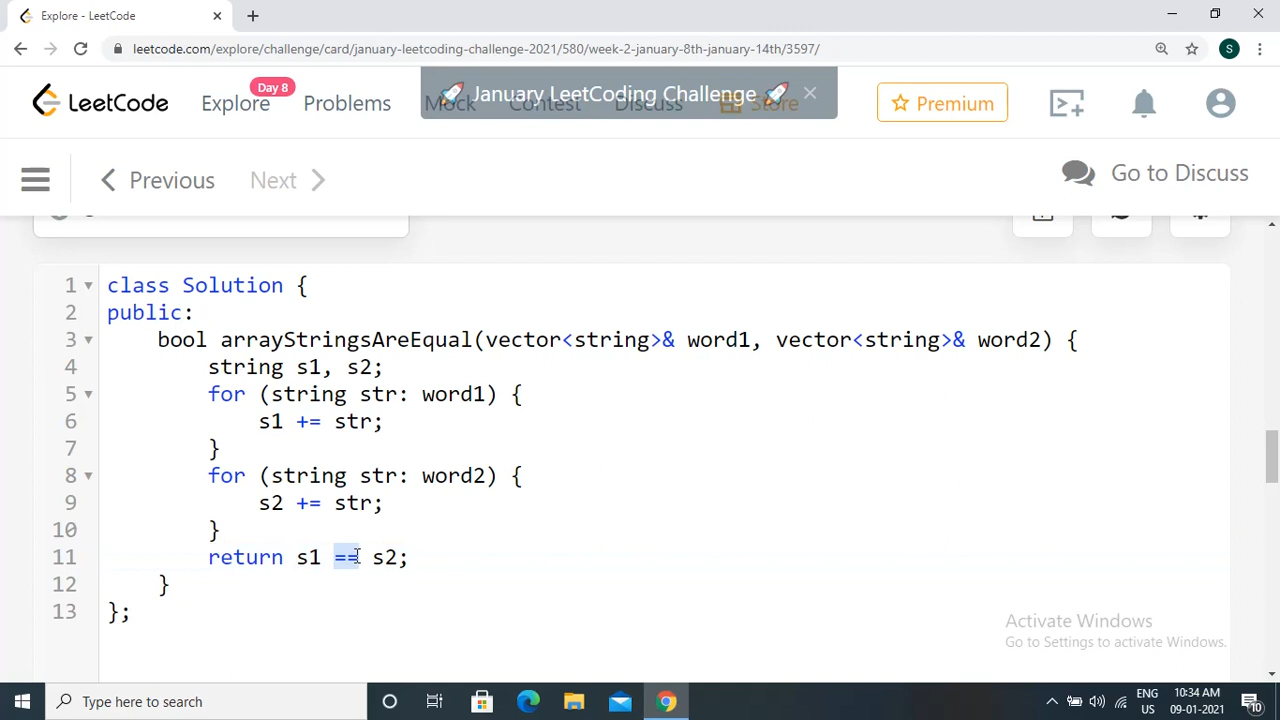 Explore - LeetCode
leetcode.com/explore/challenge/card/january-leetcoding-challenge-2021/580/week-2-january-8th-january-14th/3597/
S
LeetCode
Explore
Day 8
Problems
Mock
Contest
Discuss
Store
🚀 January LeetCoding Challenge 🚀 ×
Premium
Previous
Next
Go to Discuss
1 class Solution {
2 public:
3     bool arrayStringsAreEqual(vector<string>& word1, vector<string>& word2) {
4         string s1, s2;
5         for (string str: word1) {
6             s1 += str;
7         }
8         for (string str: word2) {
9             s2 += str;
10         }
11         return s1 == s2;
12     }
13 };
Activate Windows
Go to Settings to activate Windows.
Type here to search
ENG
US
10:34 AM
09-01-2021
10